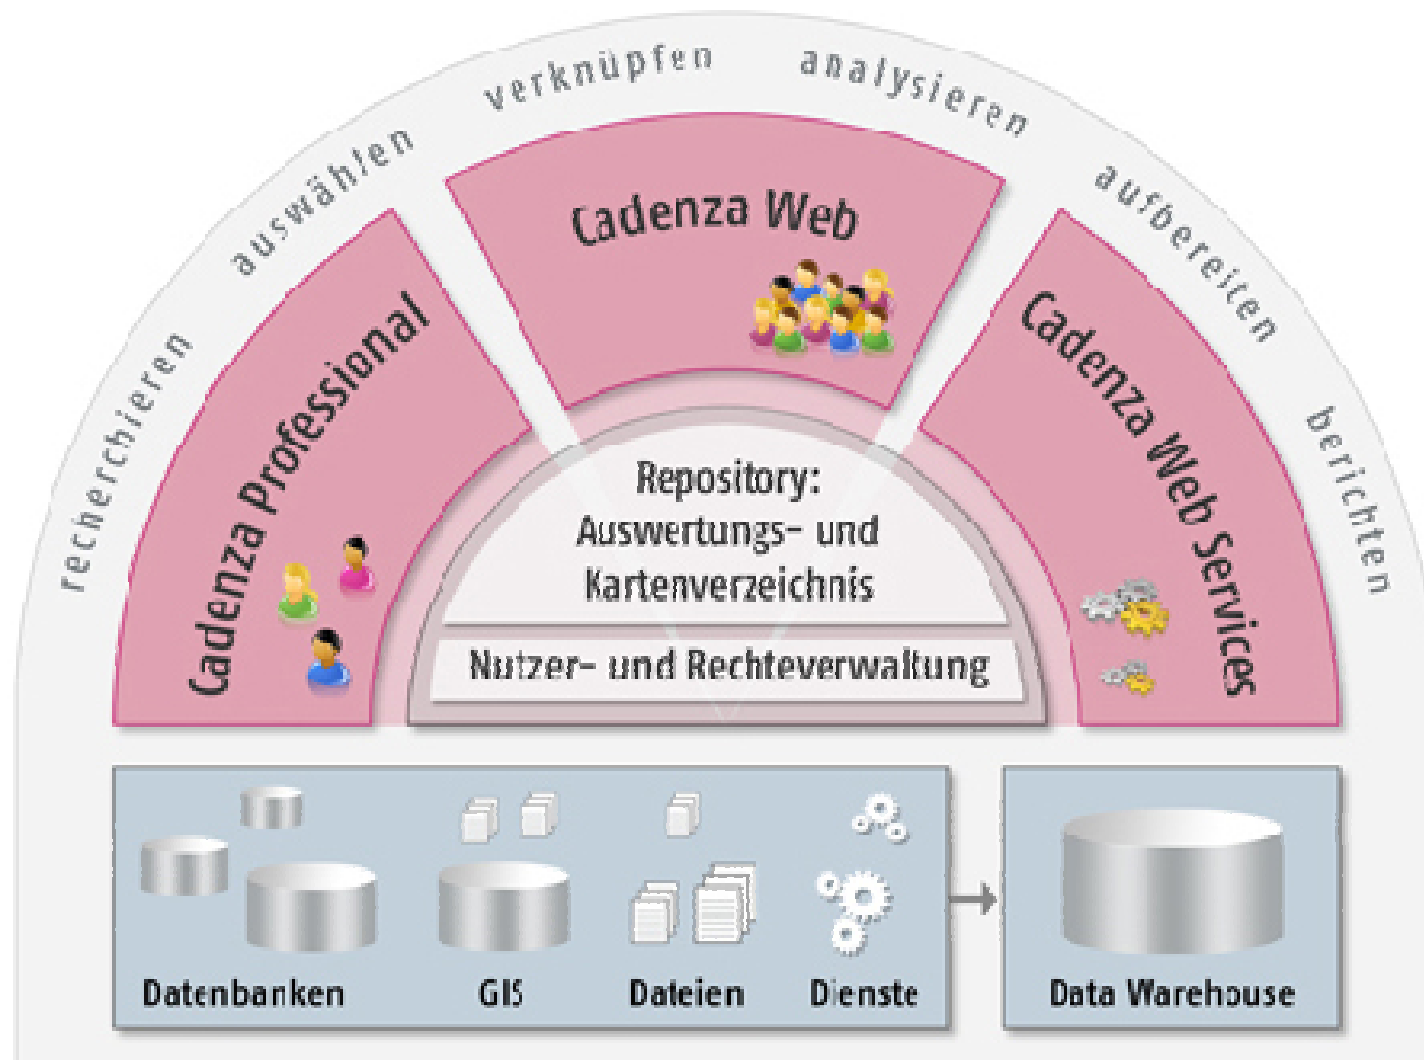 recherchieren
auswählen
verknüpfen
analysieren
aufbereiten
berichten
Cadenza Professional
Cadenza Web
Cadenza Web Services
Repository:
Auswertungs- und
Kartenverzeichnis
Nutzer- und Rechteverwaltung
Datenbanken
GIS
Dateien
Dienste
Data Warehouse